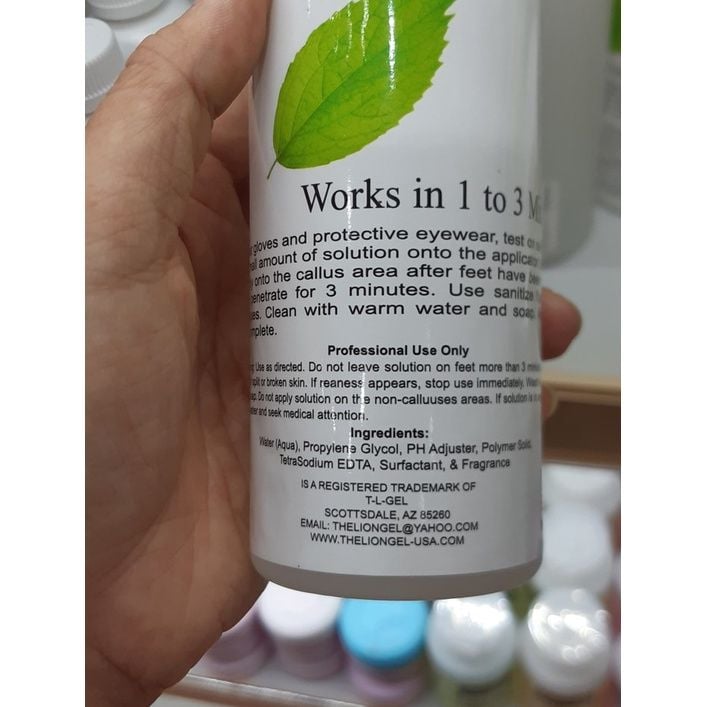 Works in 1 to 3
gloves and protective eyewear, test
amount of solution onto the applicator
onto the callus area after feet have
for 3 minutes. Use sanitize
Clean with warm water and soap.
Professional Use Only
Use as directed. Do not leave solution on feet more than 3
or broken skin. If reaness appears, stop use immediately.
Do not apply solution on the non-calluuses areas. If solution is
and seek medical attention.
Ingredients:
Water (Aqua), Propylene Glycol, PH Adjuster, Polymer Solid,
TetraSodium EDTA, Surfactant, & Fragrance
IS A REGISTERED TRADEMARK OF
T-L-GEL
SCOTTSDALE, AZ 85260
EMAIL: THELIONGEL@YAHOO.COM
WWW.THELIONGEL-USA.COM